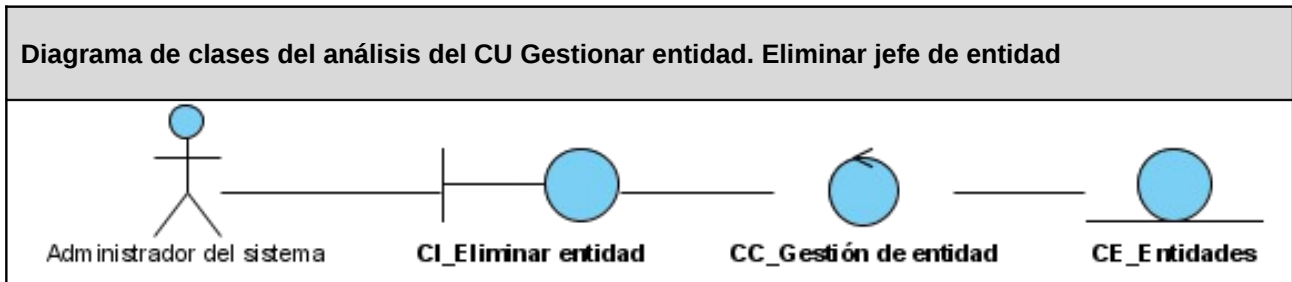 Diagrama de clases del análisis del CU Gestionar entidad. Eliminar jefe de entidad
Administrador del sistema
CI_Eliminar entidad
CC_Gestión de entidad
CE_Entidades